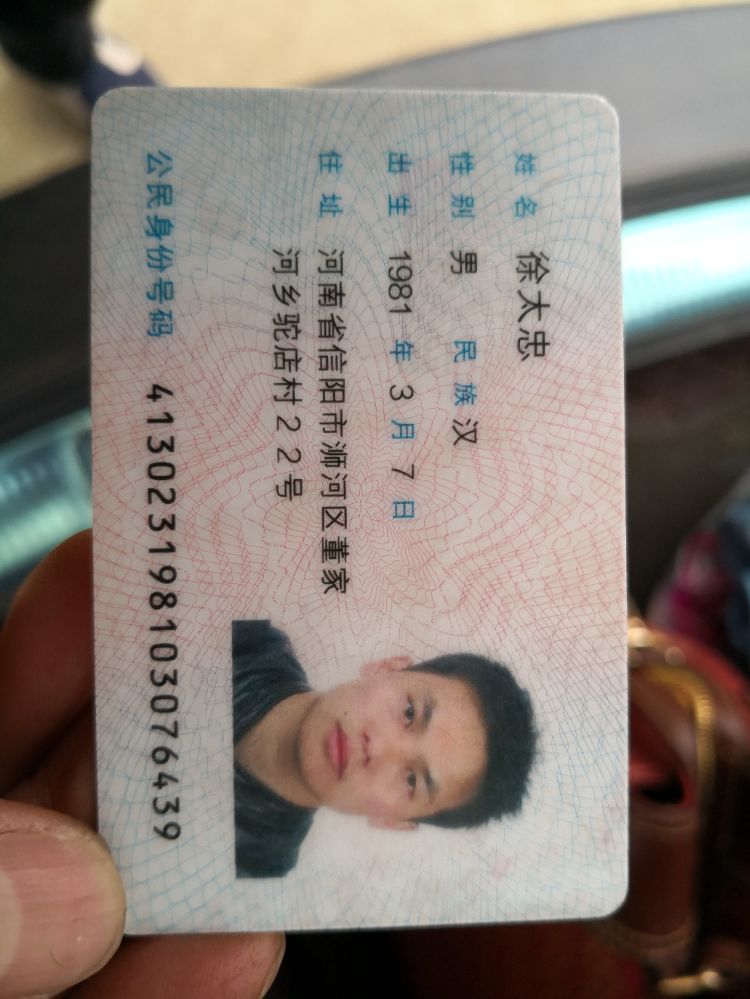 姓名 徐太忠
性别 男 民族 汉
出生 1981 年 3 月 7 日
住址 河南省信阳市浉河区董家
河乡驼店村22号
公民身份号码 413023198103076439